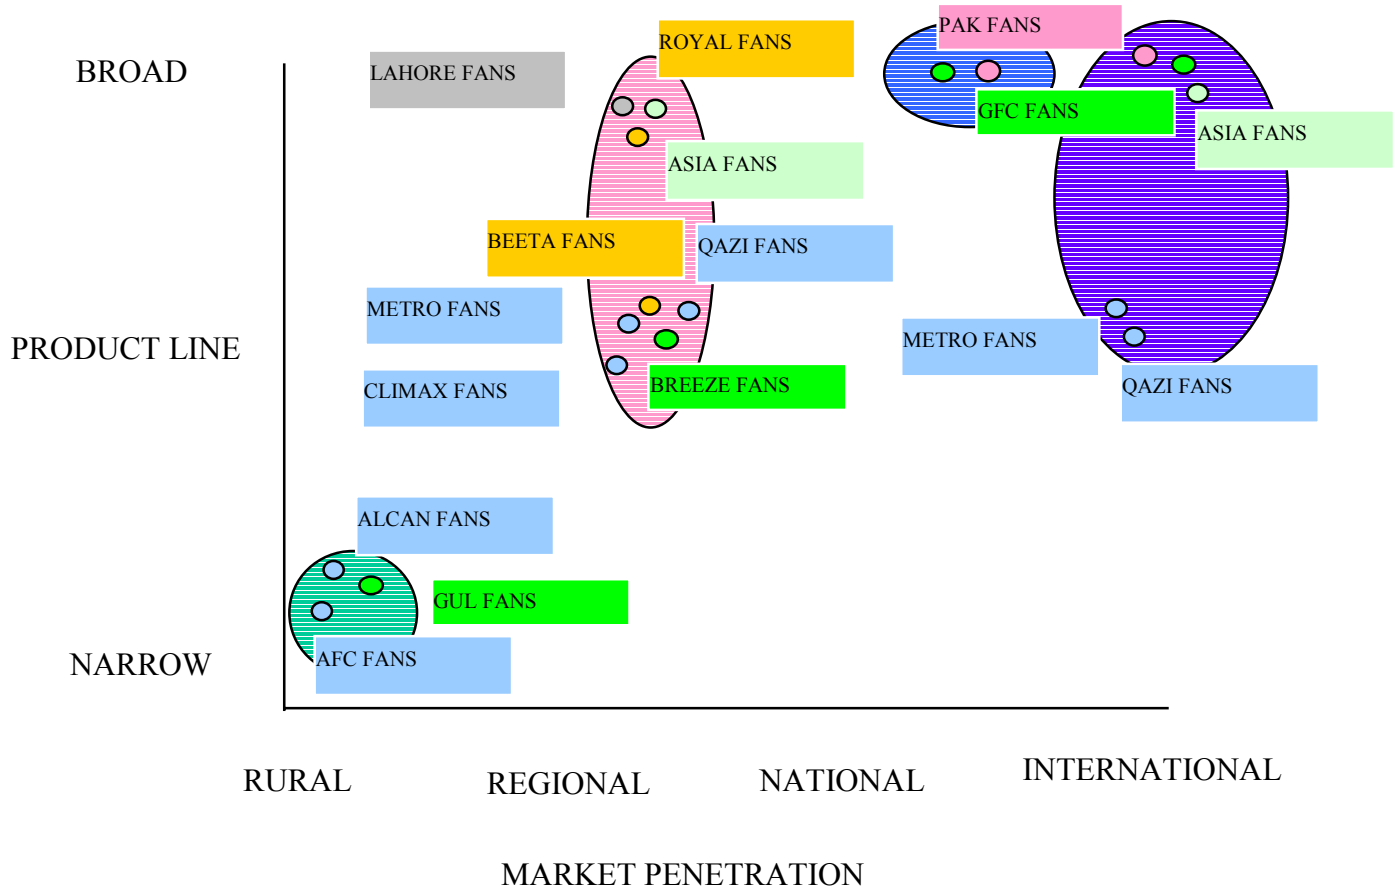 PAK FANS
ROYAL FANS
BROAD
LAHORE FANS
GFC FANS
ASIA FANS
ASIA FANS
BEETA FANS
QAZI FANS
METRO FANS
METRO FANS
PRODUCT LINE
CLIMAX FANS
BREEZE FANS
QAZI FANS
ALCAN FANS
GUL FANS
NARROW
AFC FANS
RURAL
REGIONAL
NATIONAL
INTERNATIONAL
MARKET PENETRATION